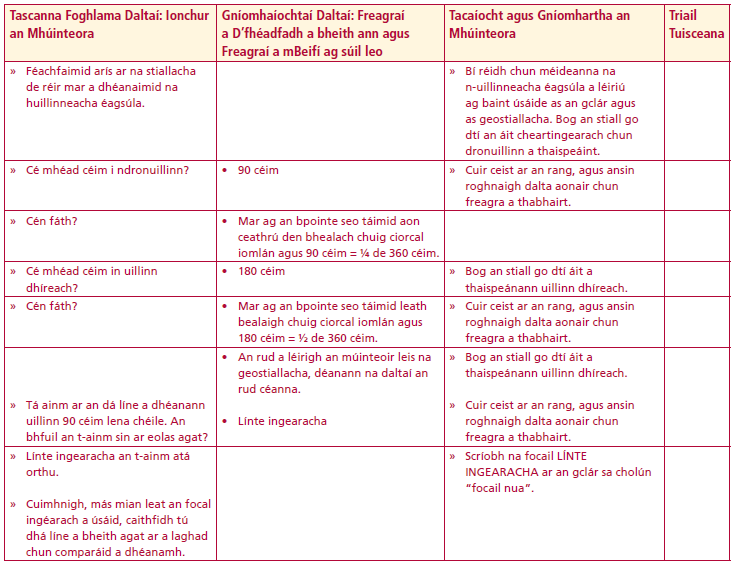 Tascanna Foghlama Daltaí: Ionchur
an Mhúinteora
Gníomhaíochtaí Daltaí: Freagraí
a D'fhéadfadh a bheith ann agus
Freagraí a mBeifí ag súil leo
Tacaíocht agus Gníomhartha an
Mhúinteora
Triail
Tuisceana
» Féachfaimid arís ar na stiallacha
de réir mar a dhéanaimid na
huillinneacha éagsúla.
» Bí réidh chun méideanna na
n-uillinneacha éagsúla a léiriú
ag baint úsáide as an gclár agus
as geostiallacha. Bog an stiall go
dtí an áit cheartingearach chun
dronuillinn a thaispeáint.
» Cé mhéad céim i ndronuillinn?
• 90 céim
» Cuir ceist ar an rang, agus ansin
roghnaigh dalta aonair chun
freagra a thabhairt.
» Cén fáth?
• Mar ag an bpointe seo táimid aon
ceathrú den bhealach chuig ciorcal
iomlán agus 90 céim = ¼ de 360 céim.
» Cé mhéad céim in uillinn
dhíreach?
• 180 céim
» Bog an stiall go dtí áit a
thaispeánann uillinn dhíreach.
» Cén fáth?
• Mar ag an bpointe seo táimid leath
bealaigh chuig ciorcal iomlán agus
180 céim = ½ de 360 céim.
» Cuir ceist ar an rang, agus ansin
roghnaigh dalta aonair chun
freagra a thabhairt.
» Tá ainm ar an dá líne a dhéanann
uillinn 90 céim lena chéile. An
bhfuil an t-ainm sin ar eolas agat?
• An rud a léirigh an múinteoir leis na
geostiallacha, déanann na daltaí an
rud céanna.
• Línte ingearacha
» Bog an stiall go dtí áit a
thaispeánann uillinn dhíreach.
» Cuir ceist ar an rang, agus ansin
roghnaigh dalta aonair chun
freagra a thabhairt.
» Línte ingearacha an t-ainm atá
orthu.
» Cuimhnigh, más mian leat an focal
ingéarach a úsáid, caithfidh tú
dhá líne a bheith agat ar a laghad
chun comparáid a dhéanamh.
» Scríobh na focail LÍNTE
INGEARACHA ar an gclár sa cholún
“focail nua”.